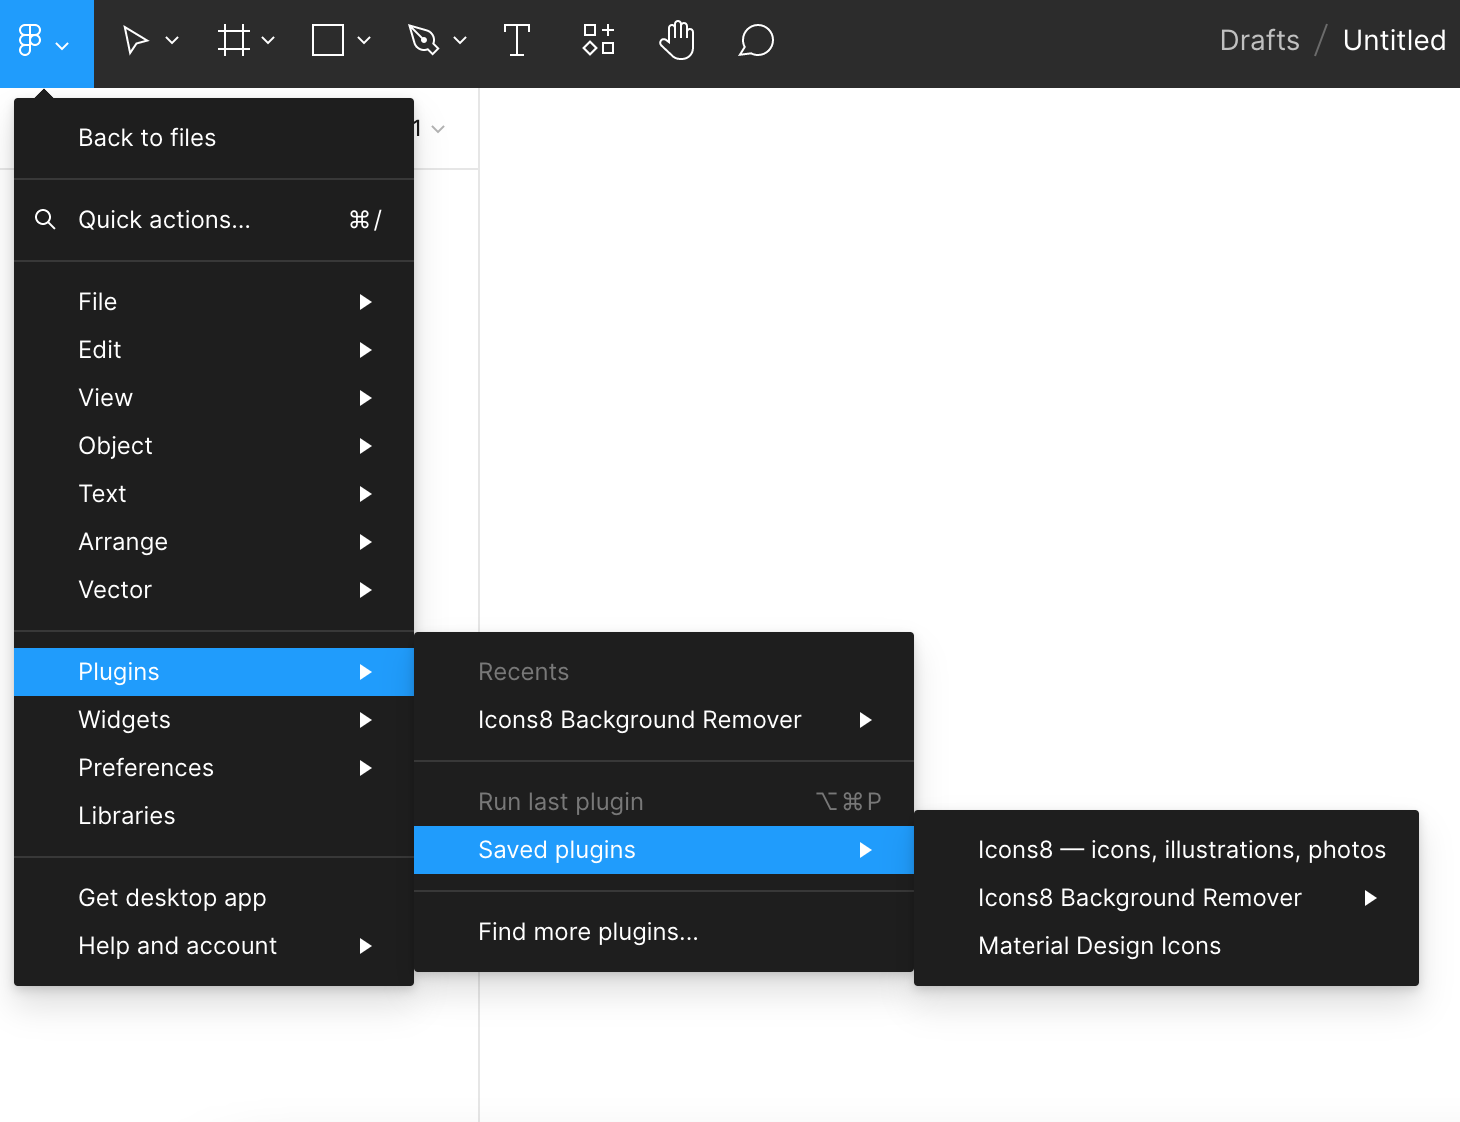 Drafts / Untitled
1
Back to files
Quick actions... ⌘/
File
Edit
View
Object
Text
Arrange
Vector
Plugins
Widgets
Preferences
Libraries
Get desktop app
Help and account
Recents
Icons8 Background Remover
Run last plugin ⌥⌘P
Saved plugins
Find more plugins...
Icons8 — icons, illustrations, photos
Icons8 Background Remover
Material Design Icons